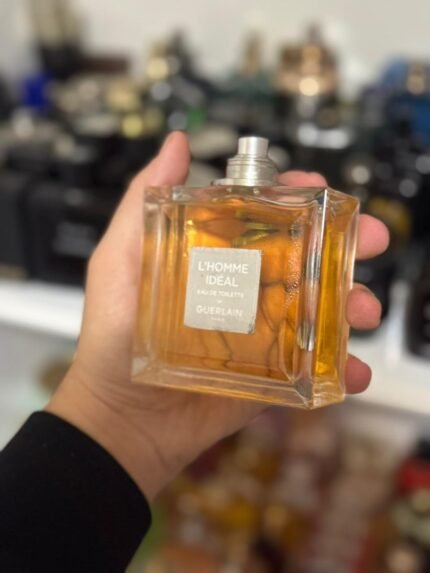 L'HOMME
IDÉAL
EAU DE TOILETTE
GUERLAIN
PARIS